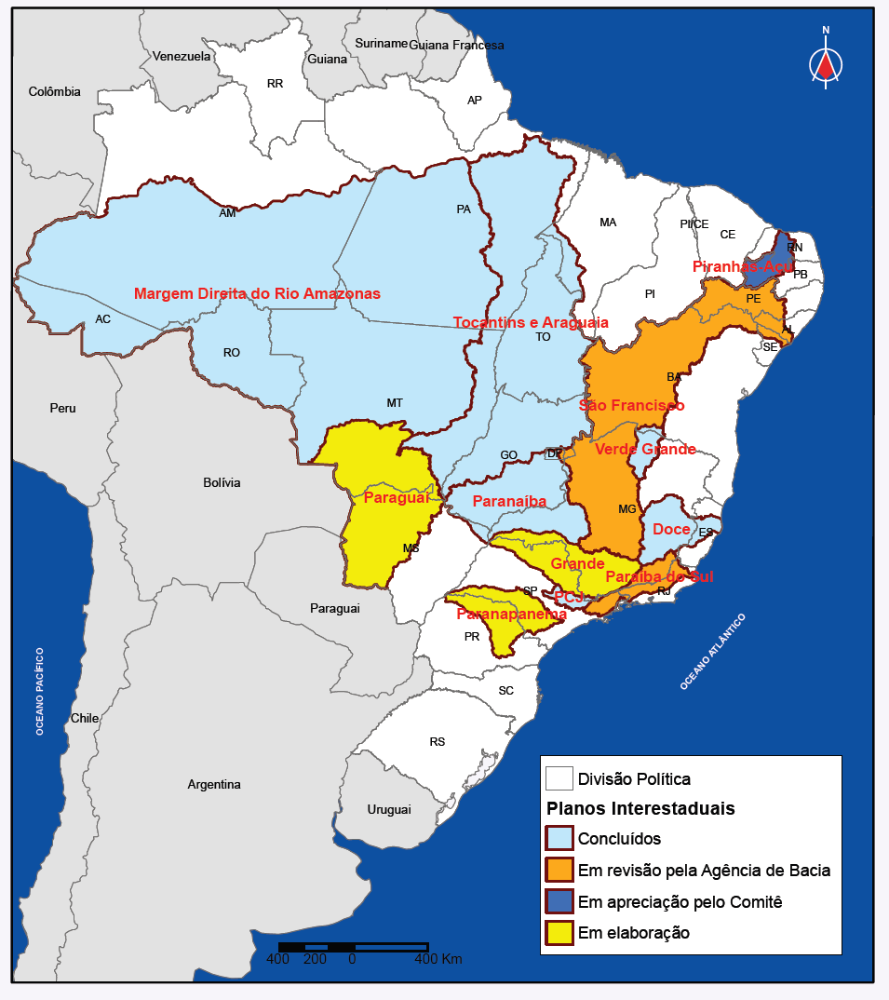 Suriname
Guiana Francesa
Venezuela
Guiana
N
RR
Colômbia
AP
AM
PA
MA
PI/CE
CE
RN
Piranhas-Açu
PB
Margem Direita do Rio Amazonas
PI
PE
AC
Tocantins e Araguaia
TO
AL
RO
SE
BA
Peru
MT
São Francisco
Verde Grande
GO
DF
Bolívia
Paraguai
Paranaíba
MG
Doce
ES
MS
Grande
Paraíba do Sul
SP
PCJ
RJ
Paraguai
Paranapanema
PR
OCEANO ATLÂNTICO
OCEANO PACÍFICO
SC
Chile
RS
Argentina
Uruguai
Divisão Política
Planos Interestaduais
Concluídos
Em revisão pela Agência de Bacia
Em apreciação pelo Comitê
Em elaboração
400 200 0 400 Km